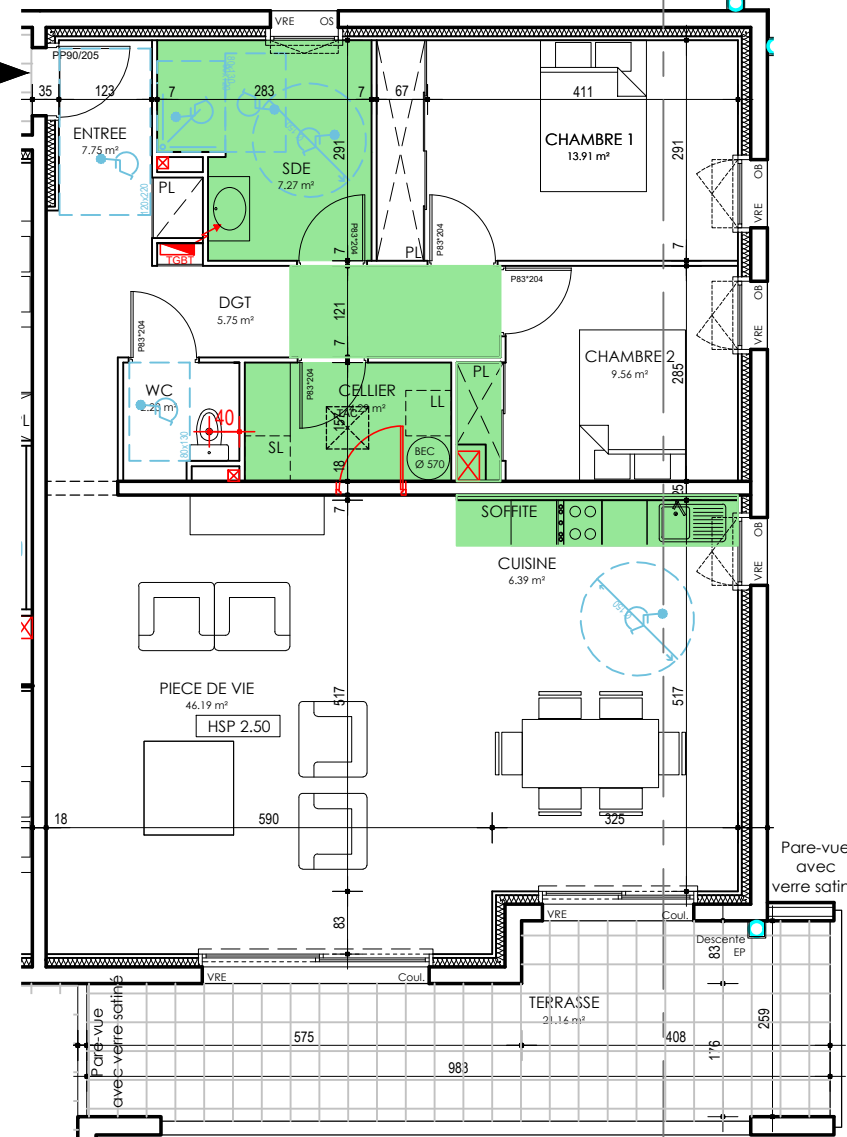 VRE OS
PP90/205
35 123 7 283 7 67 411
ENTREE
7.75 m²
120x220
PL
TGBT
SDE
7.27 m²
291
P83*204
7
PL
P83*204
CHAMBRE 1
13.91 m²
291
7
OB
VRE
DGT
5.75 m²
121
7
P83*204
P83*204
CHAMBRE 2
9.56 m²
285
OB
VRE
WC
80x130
40
CELLIER
P83*204
TAC
LL
SL
18
BEC
Ø 570
PL
25
7
SOFFITE
CUISINE
6.39 m²
OB
VRE
PIECE DE VIE
46.19 m²
HSP 2.50
517
517
18 590 325
83
VRE Coul.
VRE Coul.
Pare-vue
avec
verre satin
Descente
EP
83
Pare-vue
avec verre satiné
TERRASSE
21.16 m²
259
575 408
176
983